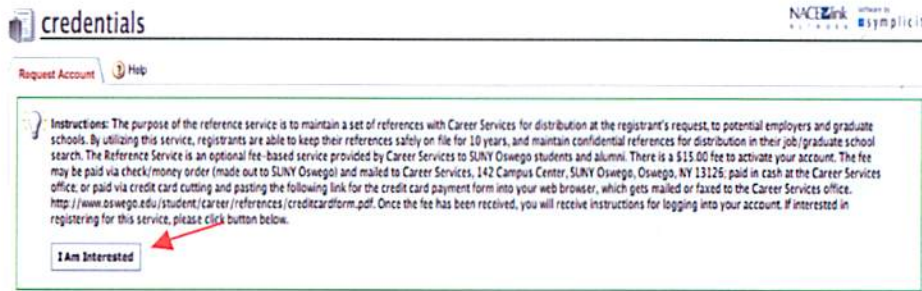 credentials
NACElink
NETWORK
software by
symplicit
Request Account
Help
Instructions: The purpose of the reference service is to maintain a set of references with Career Services for distribution at the registrant's request, to potential employers and graduate
schools. By utilizing this service, registrants are able to keep their references safely on file for 10 years, and maintain confidential references for distribution in their job/graduate school
search. The Reference Service is an optional fee-based service provided by Career Services to SUNY Oswego students and alumni. There is a $15.00 fee to activate your account. The fee
may be paid via check/money order (made out to SUNY Oswego) and mailed to Career Services, 142 Campus Center, SUNY Oswego, Oswego, NY 13126; paid in cash at the Career Services
office, or paid via credit card cutting and pasting the following link for the credit card payment form into your web browser, which gets mailed or faxed to the Career Services office.
http://www.oswego.edu/student/career/references/creditcardform.pdf. Once the fee has been received, you will receive instructions for logging into your account. If interested in
registering for this service, please click button below.
I Am Interested